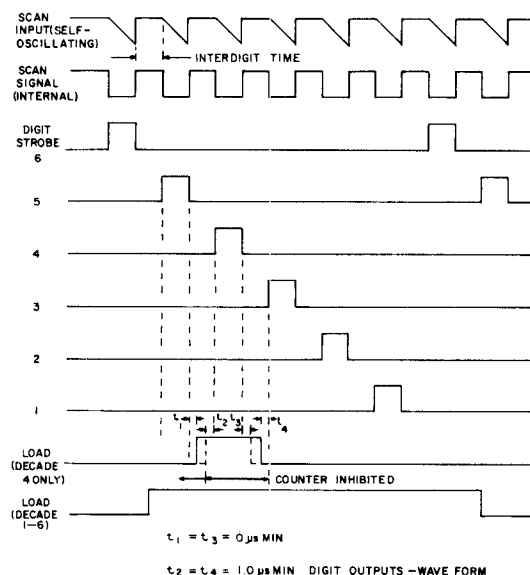 SCAN
INPUT(SELF-
OSCILLATING)
INTERDIGIT TIME
SCAN
SIGNAL
(INTERNAL)
DIGIT
STROBE
6
5
4
3
2
1
t₁ t₂ t₃ t₄
LOAD
(DECADE
4 ONLY)
COUNTER INHIBITED
LOAD
(DECADE
1-6)
t₁ = t₃ = 0 µs MIN
t₂ = t₄ = 1.0 µs MIN DIGIT OUTPUTS – WAVE FORM